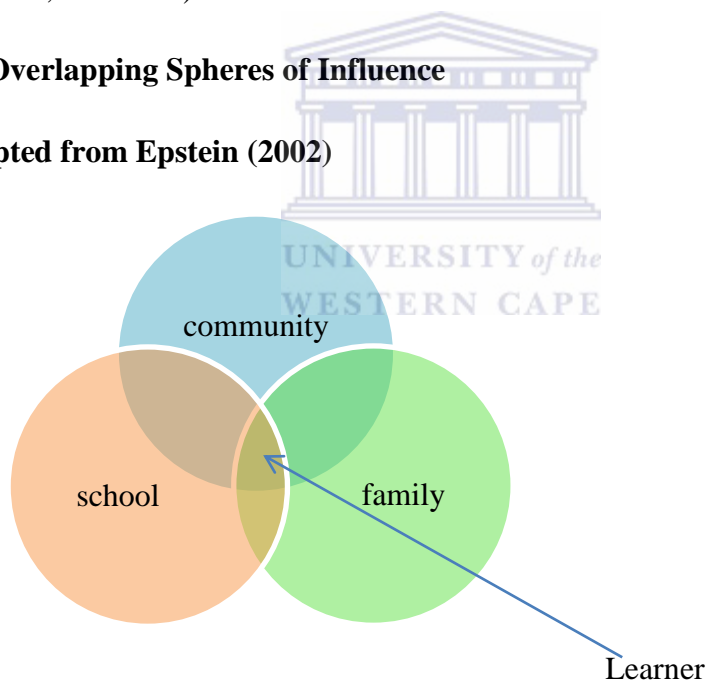 Overlapping Spheres of Influence
pted from Epstein (2002)
UNIVERSITY of the
WESTERN CAPE
community
school
family
Learner